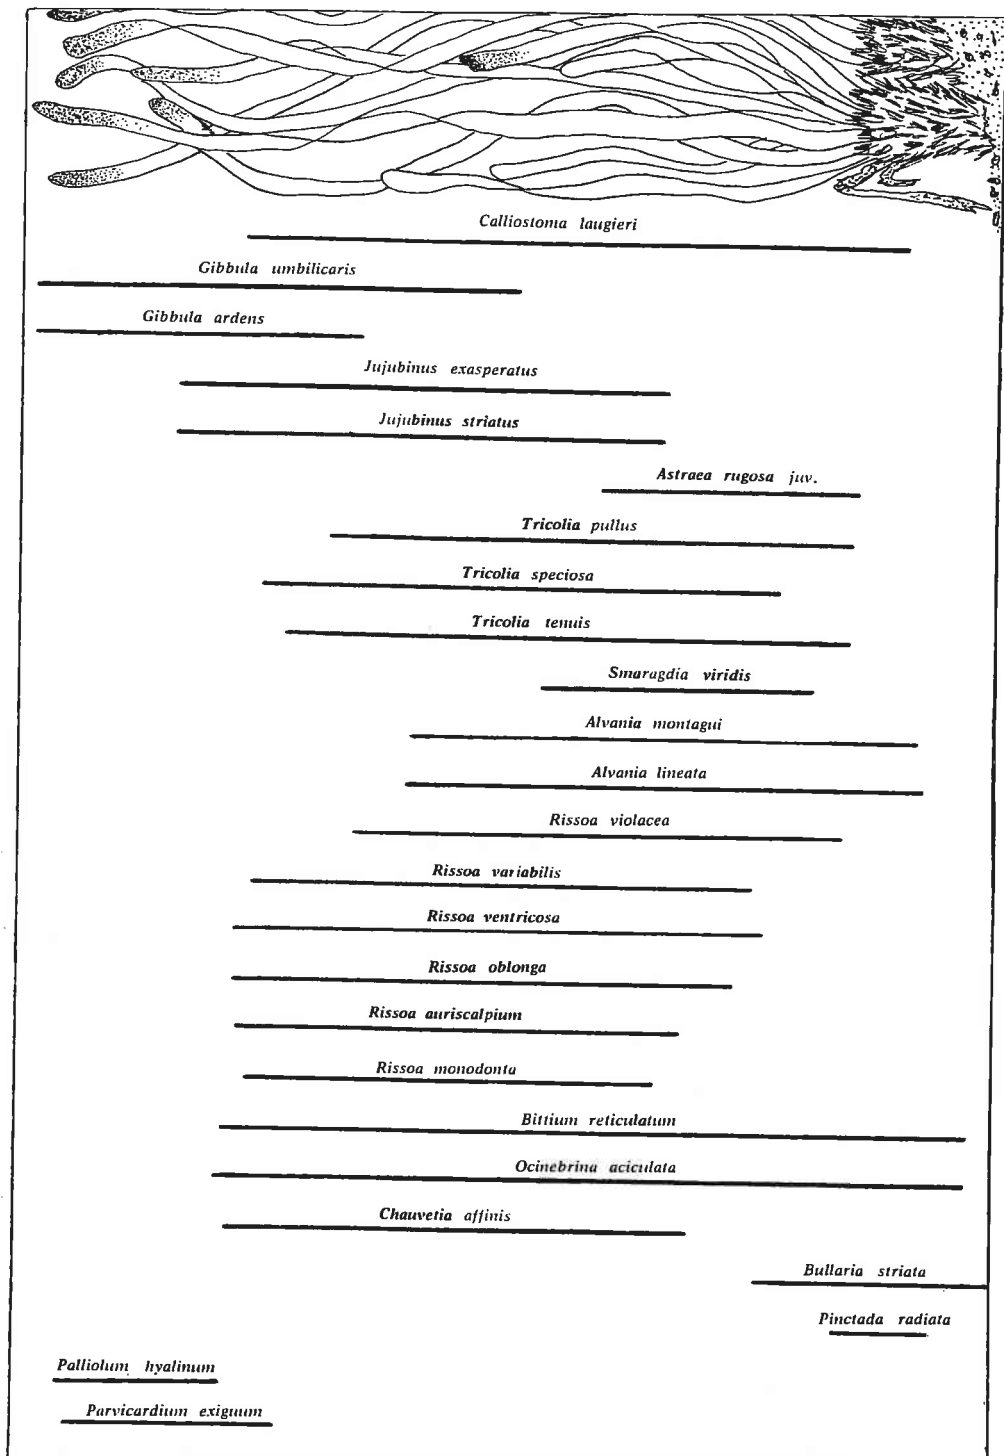 Calliostoma laugieri
Gibbula umbilicaris
Gibbula ardens
Jujubinus exasperatus
Jujubinus striatus
Astraea rugosa juv.
Tricolia pullus
Tricolia speciosa
Tricolia tenuis
Smaragdia viridis
Alvania montagui
Alvania lineata
Rissoa violacea
Rissoa variabilis
Rissoa ventricosa
Rissoa oblonga
Rissoa auriscalpium
Rissoa monodonta
Bittium reticulatum
Ocinebrina aciculata
Chauvetia affinis
Bullaria striata
Pinctada radiata
Palliolum hyalinum
Parvicardium exiguum